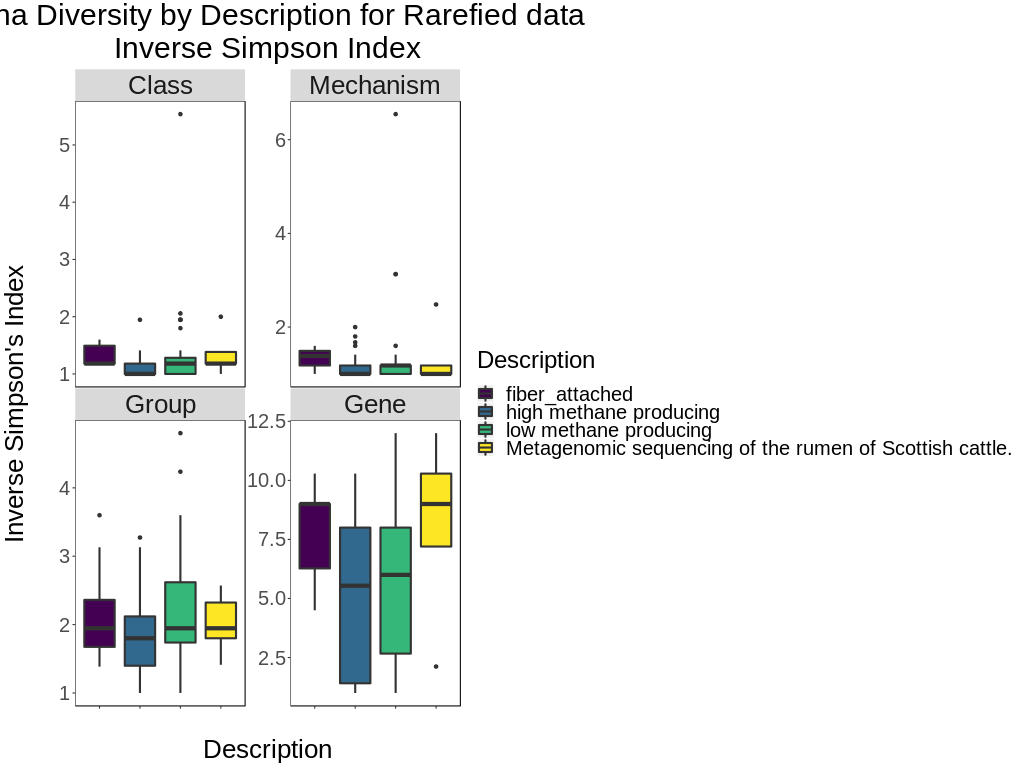 na Diversity by Description for Rarefied data
Inverse Simpson Index
Class
Mechanism
5
4
3
2
1
6
4
2
Group
Gene
4
3
2
1
12.5
10.0
7.5
5.0
2.5
Inverse Simpson's Index
Description
Description
fiber_attached
high methane producing
low methane producing
Metagenomic sequencing of the rumen of Scottish cattle.